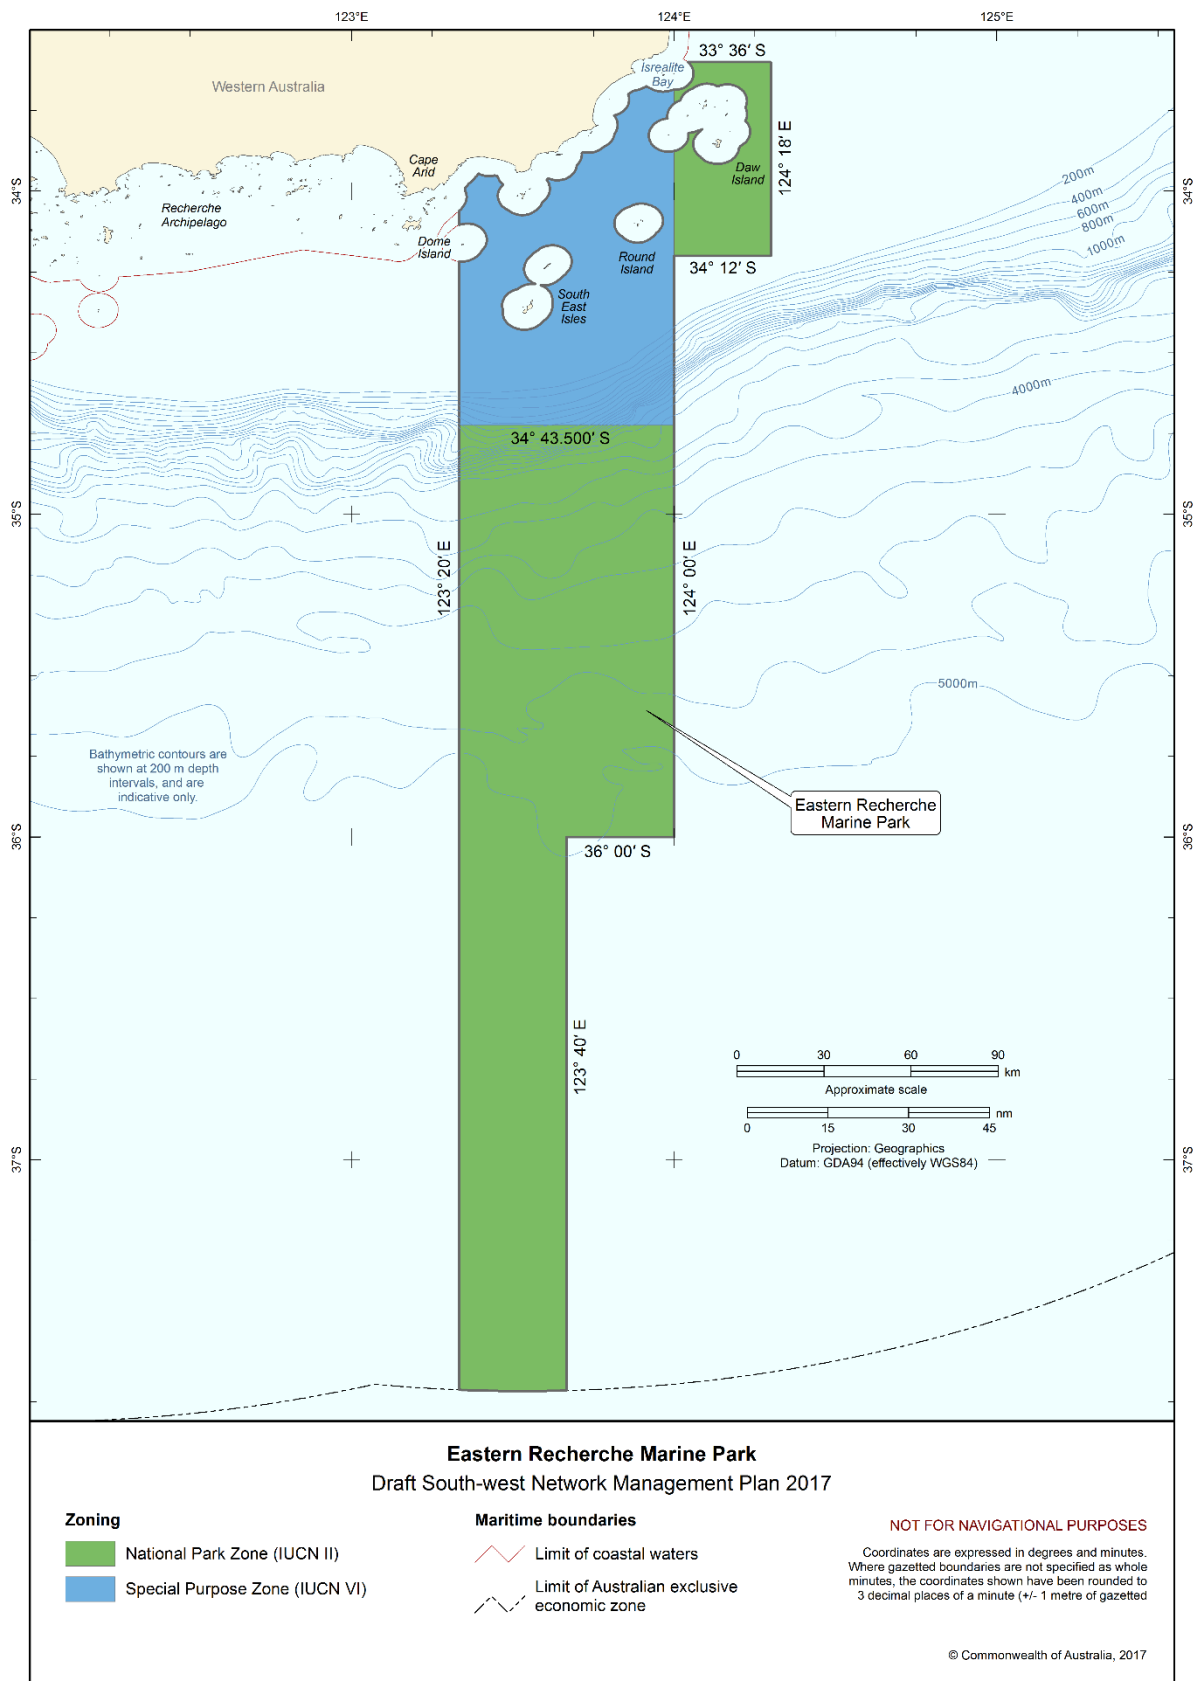 123°E
124°E
125°E
33° 36′ S
Isrealite
Bay
Western Australia
124° 18′ E
Cape
Arid
Daw
Island
200m
400m
600m
800m
1000m
34°S
34°S
Recherche
Archipelago
Dome
Island
Round
Island
34° 12′ S
South
East
Isles
4000m
34° 43.500′ S
35°S
35°S
123° 20′ E
124° 00′ E
5000m
Bathymetric contours are
shown at 200 m depth
intervals, and are
indicative only.
Eastern Recherche
Marine Park
36°S
36°S
36° 00′ S
123° 40′ E
0 30 60 90
km
Approximate scale
nm
0 15 30 45
Projection: Geographics
Datum: GDA94 (effectively WGS84)
37°S
37°S
Eastern Recherche Marine Park
Draft South-west Network Management Plan 2017
Zoning
National Park Zone (IUCN II)
Special Purpose Zone (IUCN VI)
Maritime boundaries
Limit of coastal waters
Limit of Australian exclusive
economic zone
NOT FOR NAVIGATIONAL PURPOSES
Coordinates are expressed in degrees and minutes.
Where gazetted boundaries are not specified as whole
minutes, the coordinates shown have been rounded to
3 decimal places of a minute (+/- 1 metre of gazetted
© Commonwealth of Australia, 2017